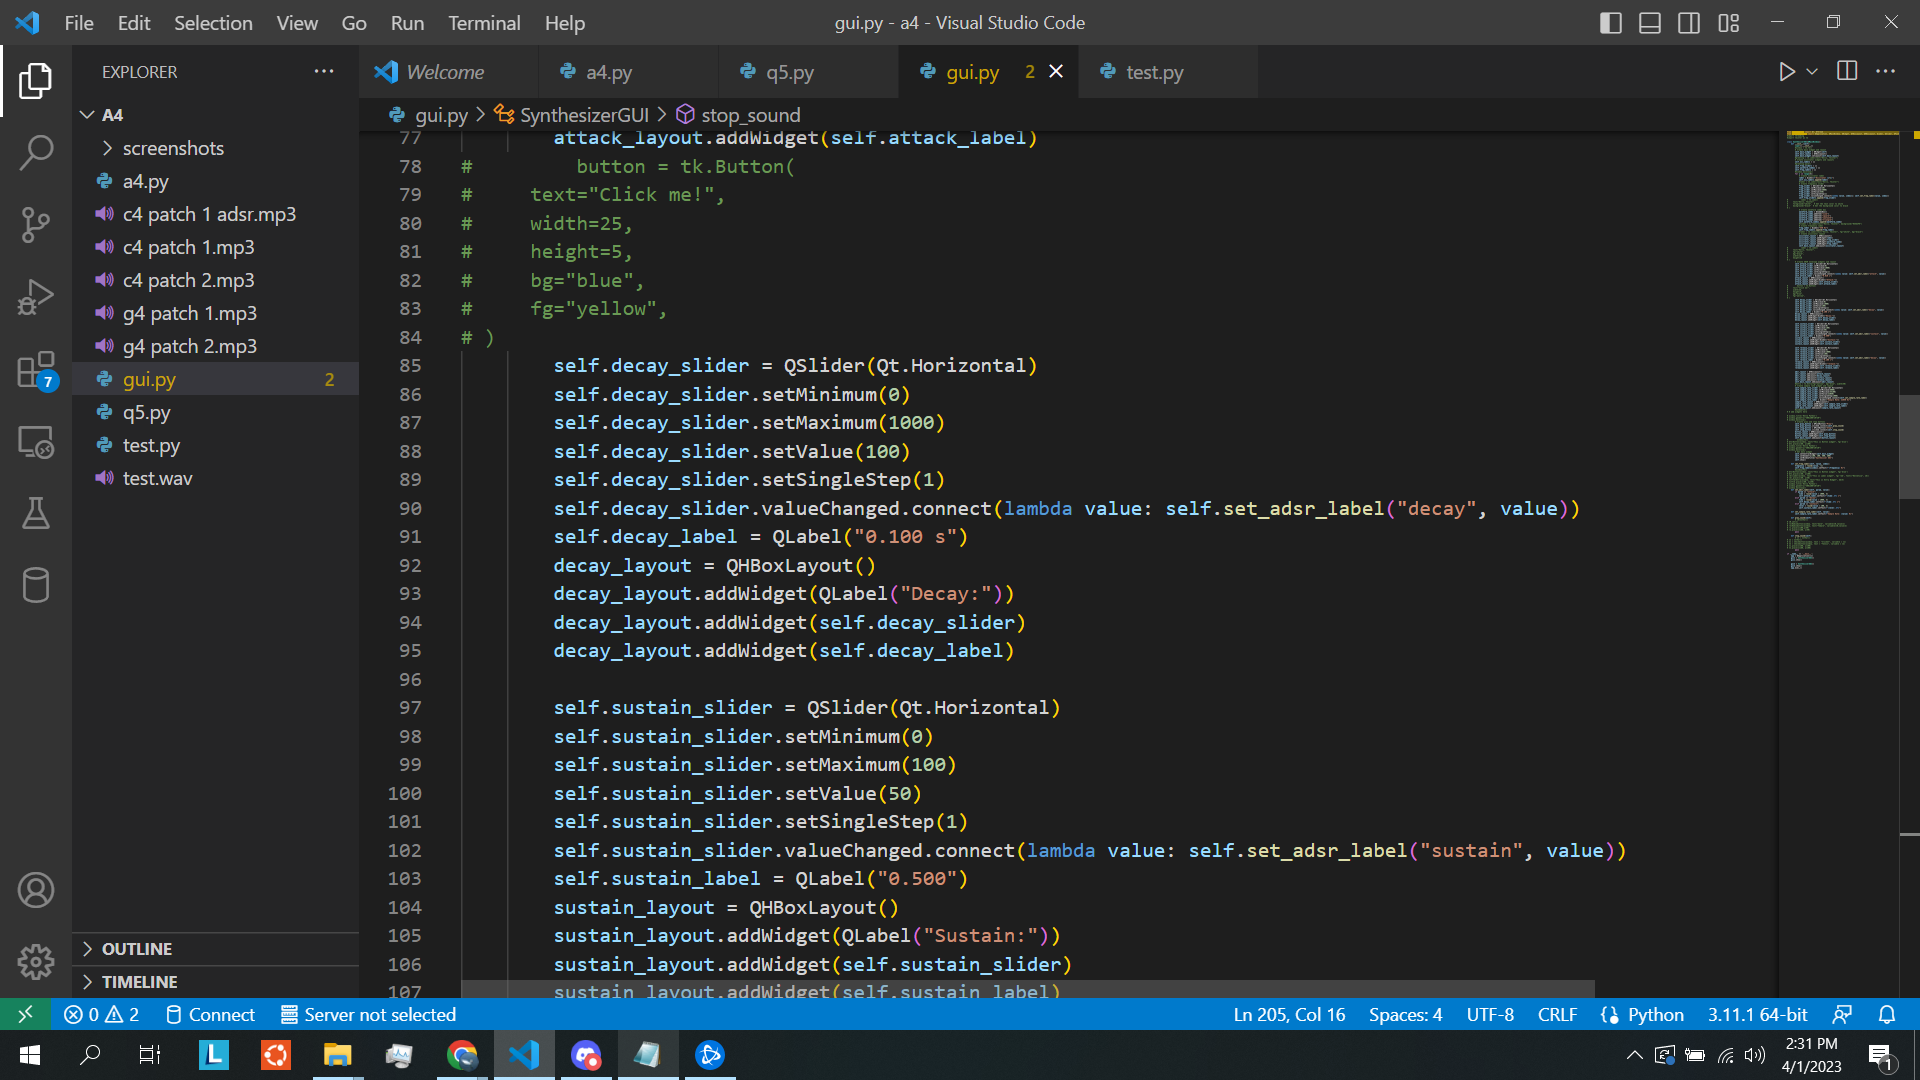 File Edit Selection View Go Run Terminal Help
gui.py - a4 - Visual Studio Code
EXPLORER
Welcome
a4.py
q5.py
gui.py 2
test.py
A4
gui.py > SynthesizerGUI > stop_sound
screenshots
a4.py
c4 patch 1 adsr.mp3
c4 patch 1.mp3
c4 patch 2.mp3
g4 patch 1.mp3
g4 patch 2.mp3
gui.py 2
q5.py
test.py
test.wav
OUTLINE
TIMELINE
77 attack_layout.addWidget(self.attack_label)
78 # button = tk.Button(
79 # text="Click me!",
80 # width=25,
81 # height=5,
82 # bg="blue",
83 # fg="yellow",
84 # )
85 self.decay_slider = QSlider(Qt.Horizontal)
86 self.decay_slider.setMinimum(0)
87 self.decay_slider.setMaximum(1000)
88 self.decay_slider.setValue(100)
89 self.decay_slider.setSingleStep(1)
90 self.decay_slider.valueChanged.connect(lambda value: self.set_adsr_label("decay", value))
91 self.decay_label = QLabel("0.100 s")
92 decay_layout = QHBoxLayout()
93 decay_layout.addWidget(QLabel("Decay:"))
94 decay_layout.addWidget(self.decay_slider)
95 decay_layout.addWidget(self.decay_label)
96
97 self.sustain_slider = QSlider(Qt.Horizontal)
98 self.sustain_slider.setMinimum(0)
99 self.sustain_slider.setMaximum(100)
100 self.sustain_slider.setValue(50)
101 self.sustain_slider.setSingleStep(1)
102 self.sustain_slider.valueChanged.connect(lambda value: self.set_adsr_label("sustain", value))
103 self.sustain_label = QLabel("0.500")
104 sustain_layout = QHBoxLayout()
105 sustain_layout.addWidget(QLabel("Sustain:"))
106 sustain_layout.addWidget(self.sustain_slider)
107 sustain_layout.addWidget(self.sustain_label)
7
0 2 Connect Server not selected
Ln 205, Col 16 Spaces: 4 UTF-8 CRLF Python 3.11.1 64-bit
L
2:31 PM
4/1/2023
1